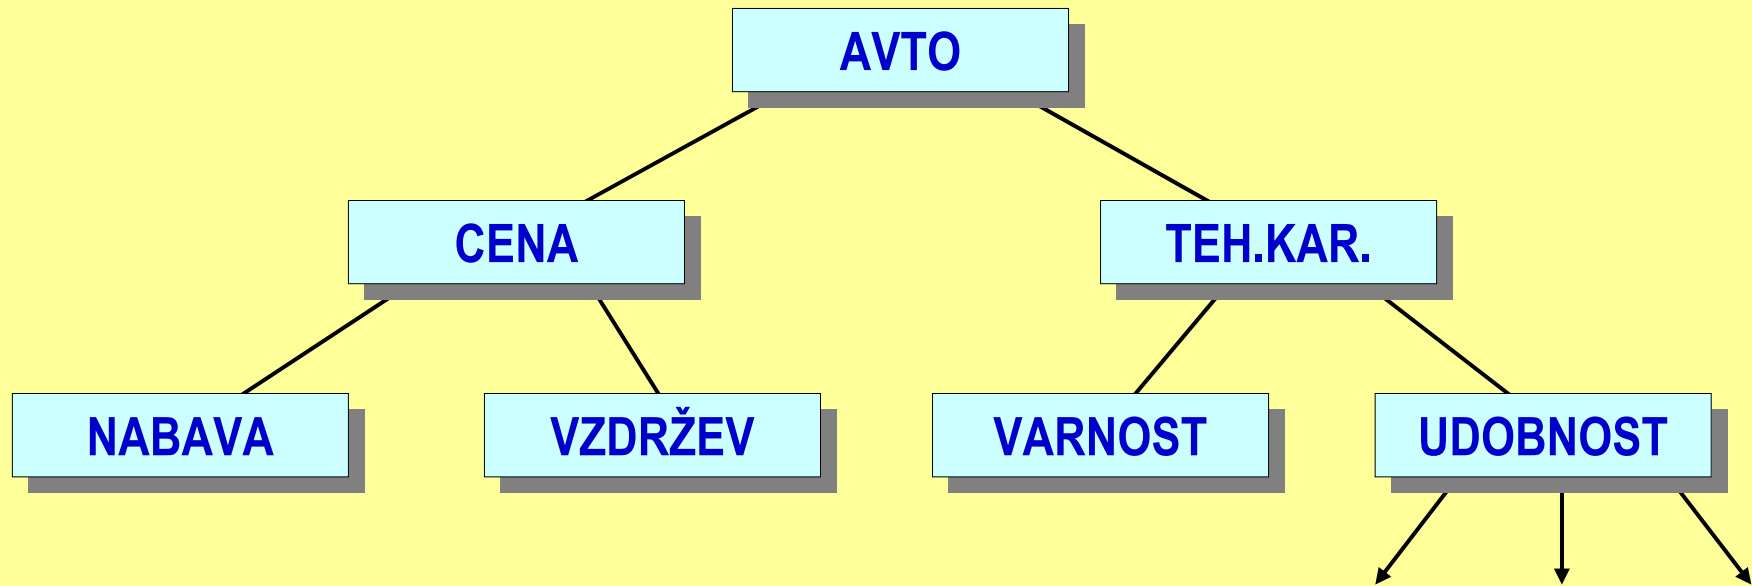 AVTO
CENA
TEH.KAR.
NABAVA
VZDRŽEV
VARNOST
UDOBNOST